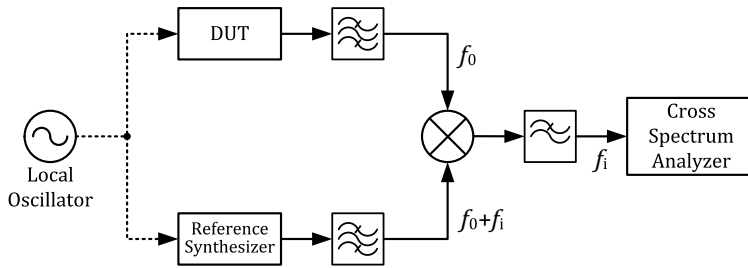 DUT
f0
Local
Oscillator
Cross
Spectrum
Analyzer
fi
Reference
Synthesizer
f0+fi